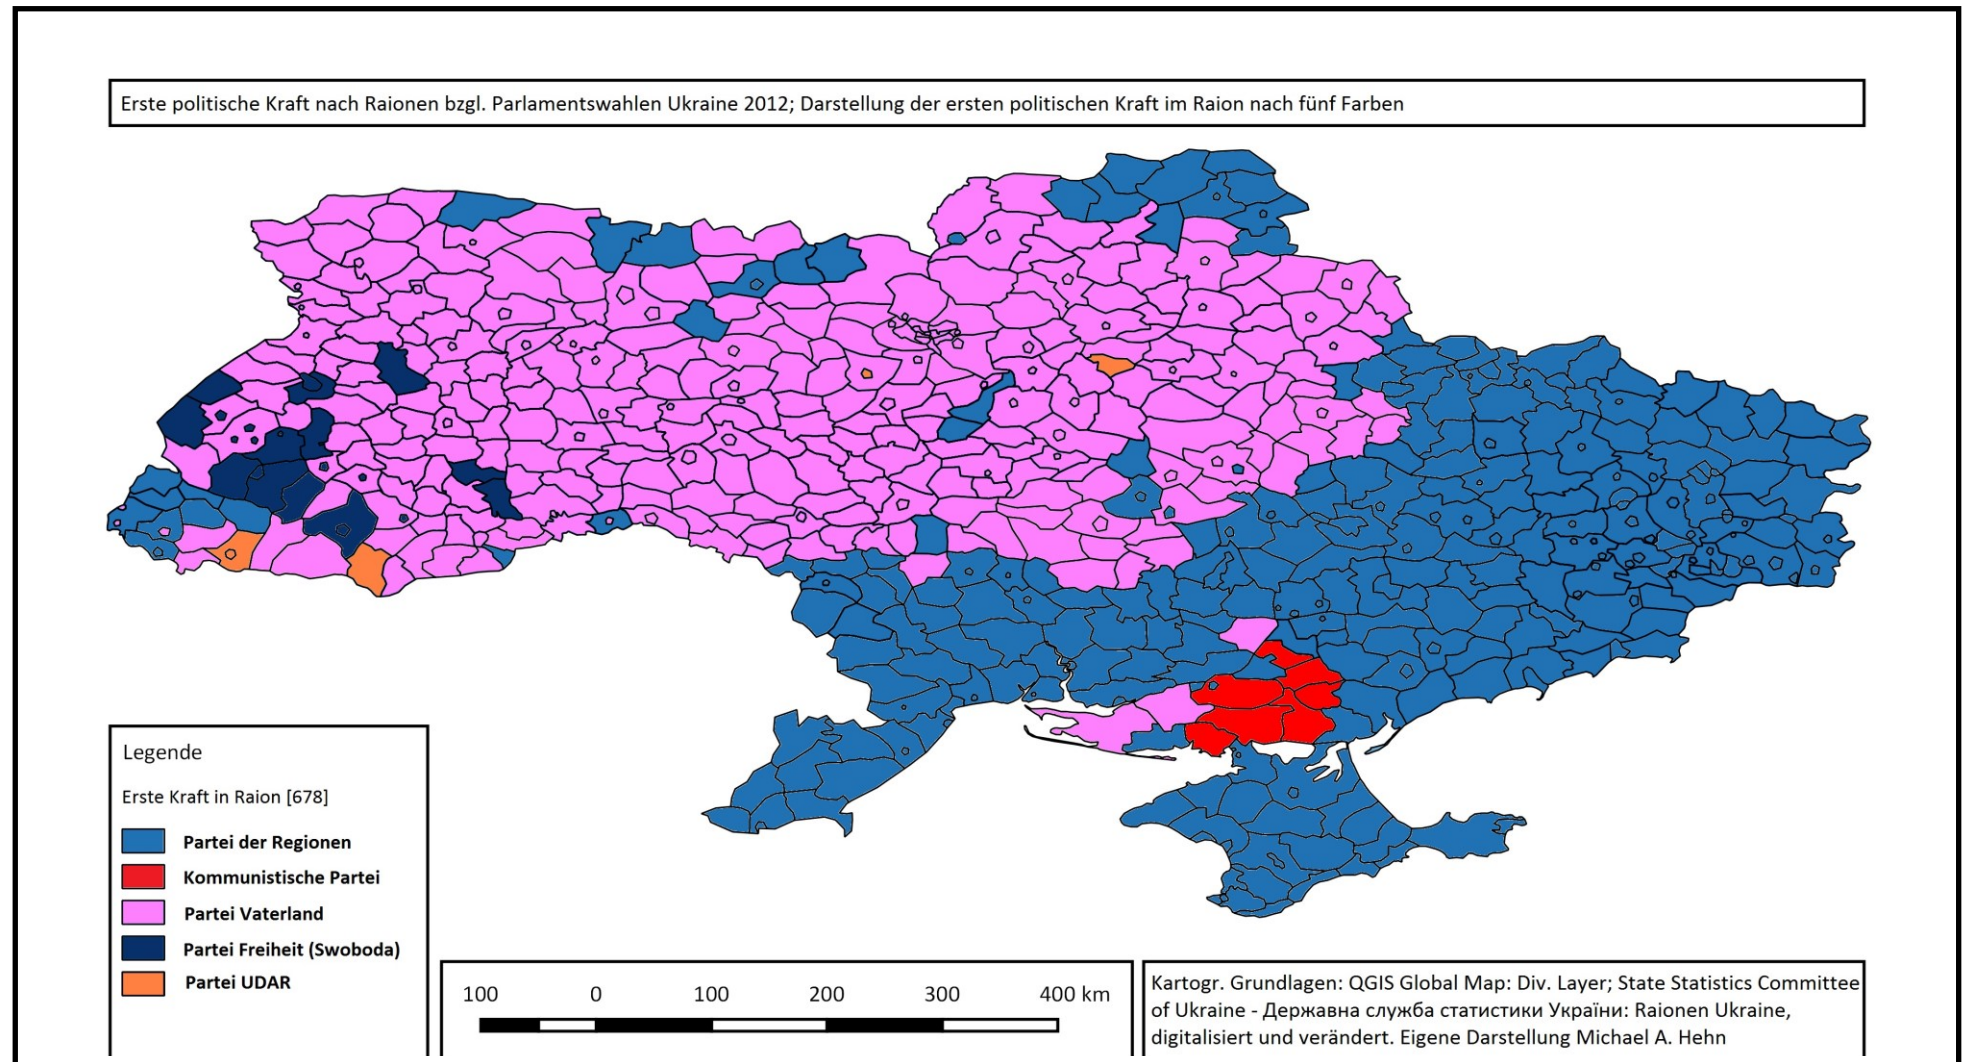 Erste politische Kraft nach Raionen bzgl. Parlamentswahlen Ukraine 2012; Darstellung der ersten politischen Kraft im Raion nach fünf Farben
Legende
Erste Kraft in Raion [678]
Partei der Regionen
Kommunistische Partei
Partei Vaterland
Partei Freiheit (Swoboda)
Partei UDAR
100 0 100 200 300 400 km
Kartogr. Grundlagen: QGIS Global Map: Div. Layer; State Statistics Committee
of Ukraine - Державна служба статистики України: Raionen Ukraine,
digitalisiert und verändert. Eigene Darstellung Michael A. Hehn